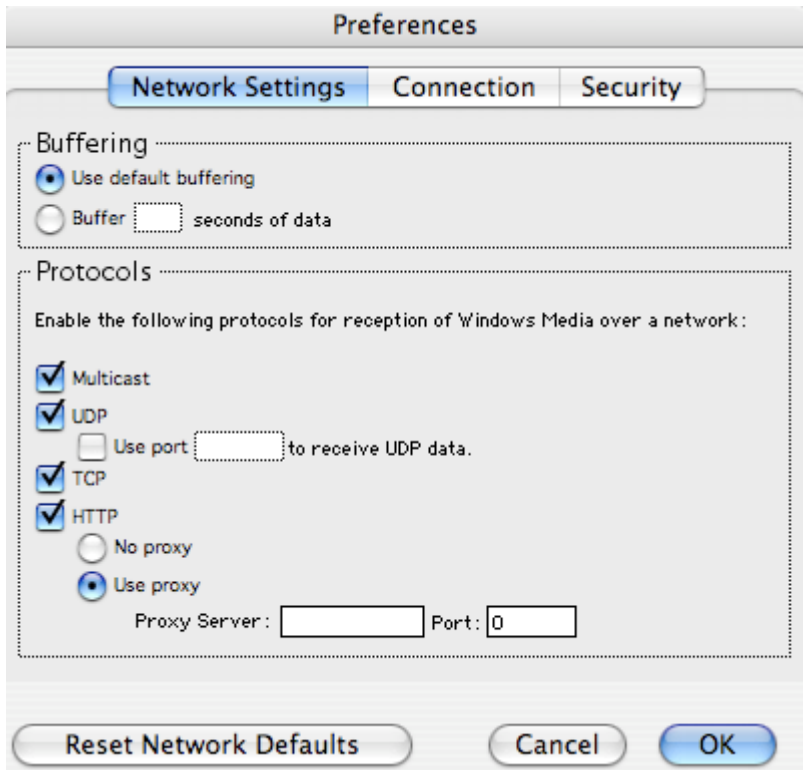 Preferences
Network Settings Connection Security
Buffering
Use default buffering
Buffer seconds of data
Protocols
Enable the following protocols for reception of Windows Media over a network:
Multicast
UDP
Use port to receive UDP data.
TCP
HTTP
No proxy
Use proxy
Proxy Server: Port: 0
Reset Network Defaults Cancel OK